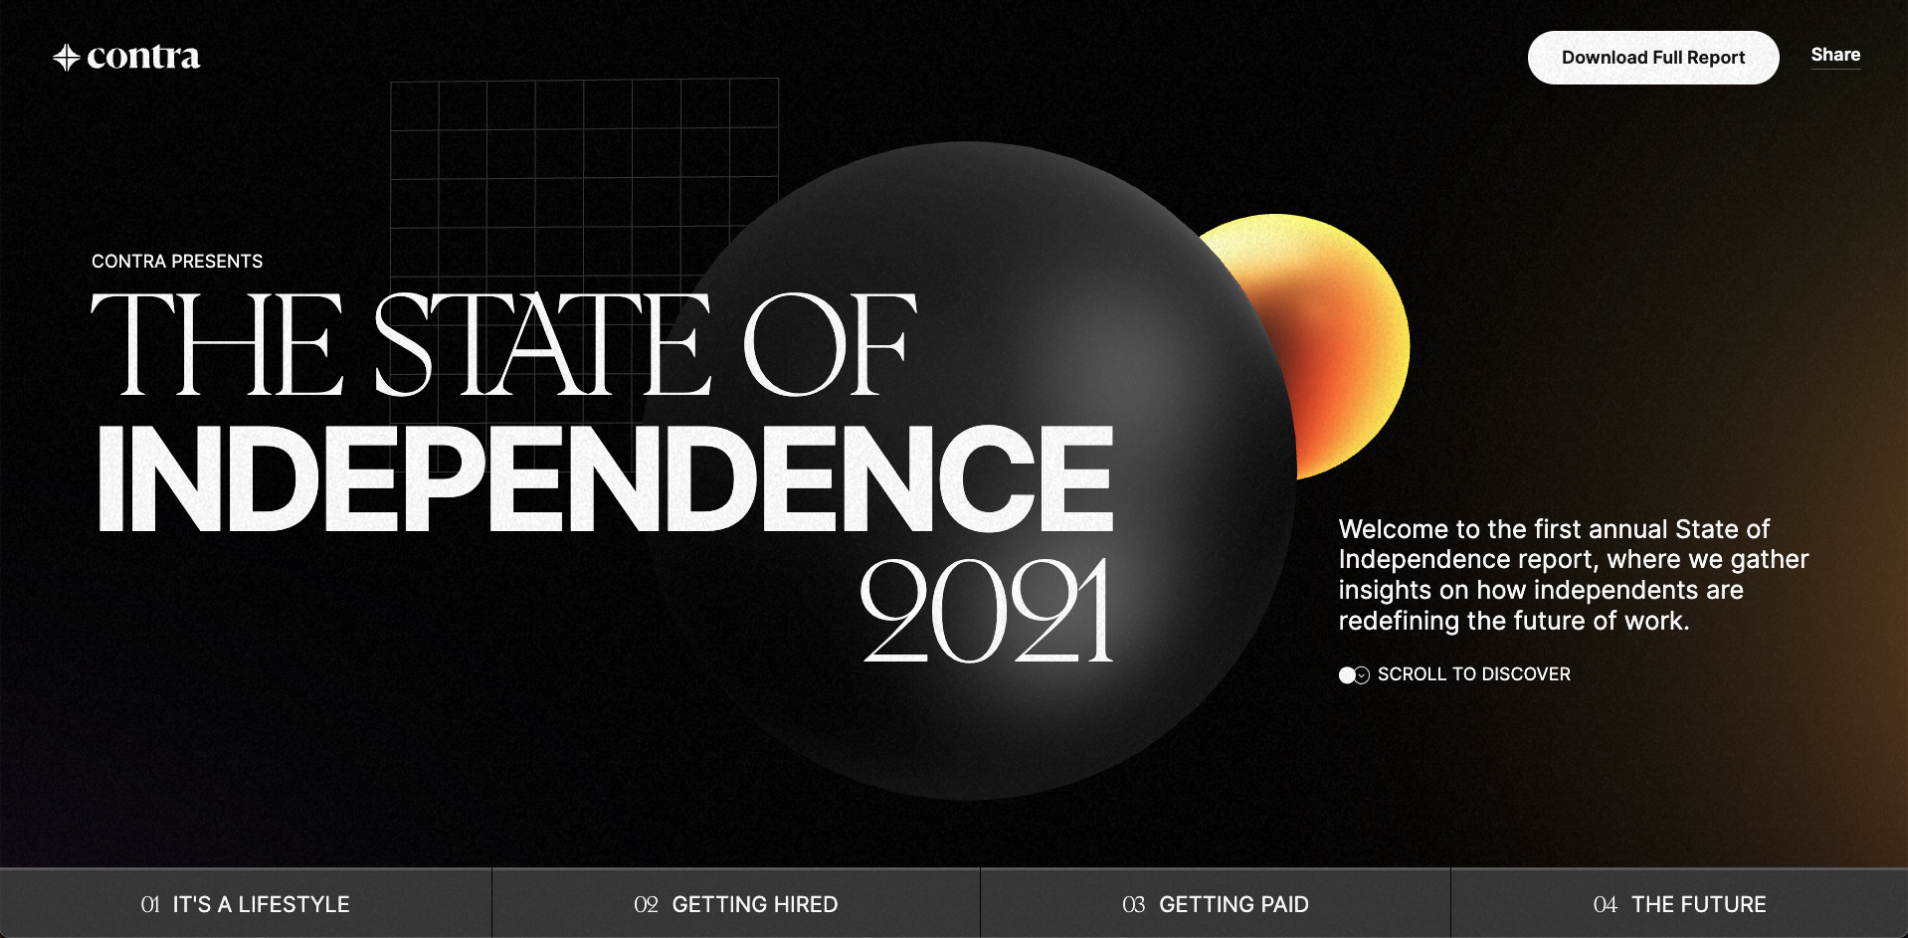 contra
Download Full Report
Share
CONTRA PRESENTS
THE STATE OF
INDEPENDENCE
2021
Welcome to the first annual State of
Independence report, where we gather
insights on how independents are
redefining the future of work.
SCROLL TO DISCOVER
01 IT'S A LIFESTYLE
02 GETTING HIRED
03 GETTING PAID
04 THE FUTURE